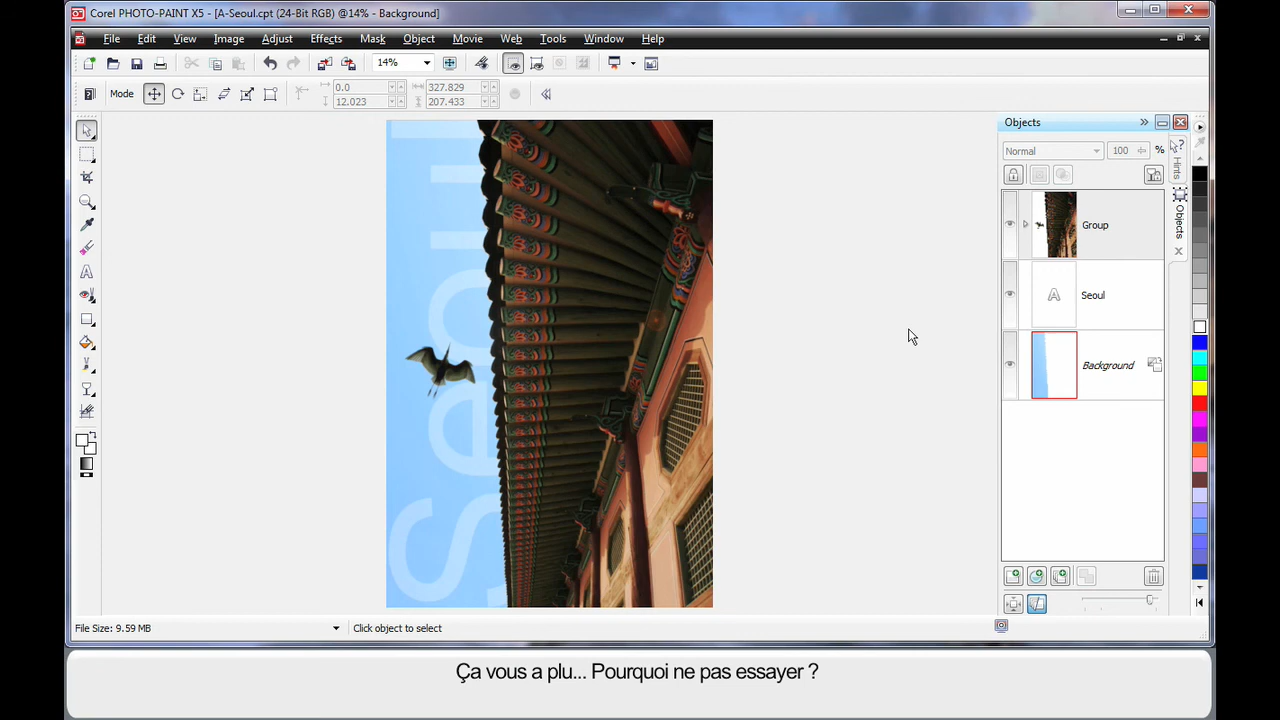 Corel PHOTO-PAINT X5 - [A-Seoul.cpt (24-Bit RGB) @14% - Background]
File Edit View Image Adjust Effects Mask Object Movie Web Tools Window Help
14%
Mode 0.0 327.829
12.023 207.433
Objects
Normal 100 %
Hints
Objects
Group
A Seoul
Background
Seoul
File Size: 9.59 MB Click object to select
Ça vous a plu... Pourquoi ne pas essayer ?